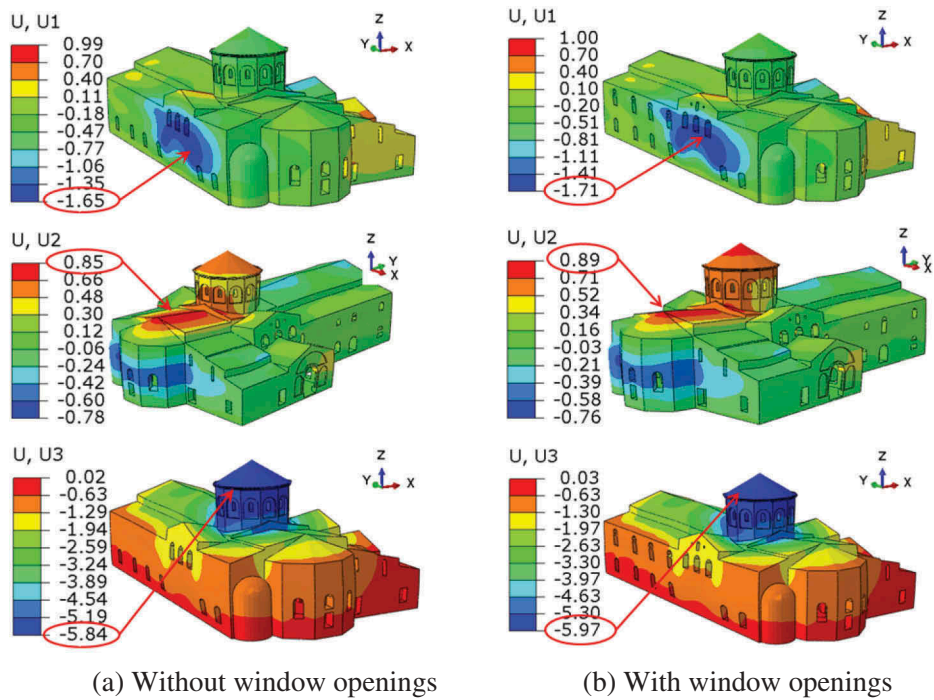 U, U1
0.99
0.70
0.40
0.11
-0.18
-0.47
-0.77
-1.06
-1.35
-1.65
Z
Y
X
U, U1
1.00
0.70
0.40
-0.10
-0.20
-0.51
-0.81
-1.11
-1.41
-1.71
Z
Y
X
U, U2
0.85
0.66
0.48
0.30
0.12
-0.06
-0.24
-0.42
-0.60
-0.78
Z
Y
X
U, U2
0.89
0.71
0.52
0.34
0.16
-0.03
-0.21
-0.39
-0.58
-0.76
Z
Y
X
U, U3
0.02
-0.63
-1.29
-1.94
-2.59
-3.24
-3.89
-4.54
-5.19
-5.84
Z
Y
X
U, U3
0.03
-0.63
-1.30
-1.97
-2.63
-3.30
-3.97
-4.63
-5.30
-5.97
Z
Y
X
(a) Without window openings
(b) With window openings